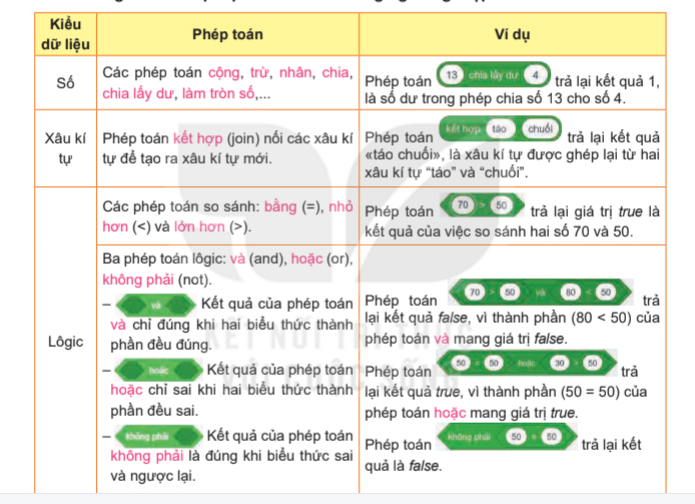 Kiểu dữ liệu
Phép toán
Ví dụ
Số
Các phép toán cộng, trừ, nhân, chia,
chia lấy dư, làm tròn số,...
Phép toán 13 chia lấy dư 4 trả lại kết quả 1,
là số dư trong phép chia số 13 cho số 4.
Xâu kí tự
Phép toán kết hợp (join) nối các xâu kí
tự để tạo ra xâu kí tự mới.
Phép toán kết hợp táo chuối trả lại kết quả
«táo chuối», là xâu kí tự được ghép lại từ hai
xâu kí tự "táo" và "chuối".
Lôgic
Các phép toán so sánh: bằng (=), nhỏ
hơn (<) và lớn hơn (>).
Phép toán 70 > 50 trả lại giá trị true là
kết quả của việc so sánh hai số 70 và 50.
Ba phép toán lôgic: và (and), hoặc (or),
không phải (not).
– và Kết quả của phép toán
và chỉ đúng khi hai biểu thức thành
phần đều đúng.
– hoặc Kết quả của phép toán
hoặc chỉ sai khi hai biểu thức thành
phần đều sai.
– không phải Kết quả của phép toán
không phải là đúng khi biểu thức sai
và ngược lại.
Phép toán 70 > 50 và 80 < 50 trả
lại kết quả false, vì thành phần (80 < 50) của
phép toán và mang giá trị false.
Phép toán 50 = 50 hoặc 30 > 50 trả
lại kết quả true, vì thành phần (50 = 50) của
phép toán hoặc mang giá trị true.
Phép toán không phải 50 = 50 trả lại kết
quả là false.
KẾT NỐI TRI THỨC
VỚI CUỘC SỐNG